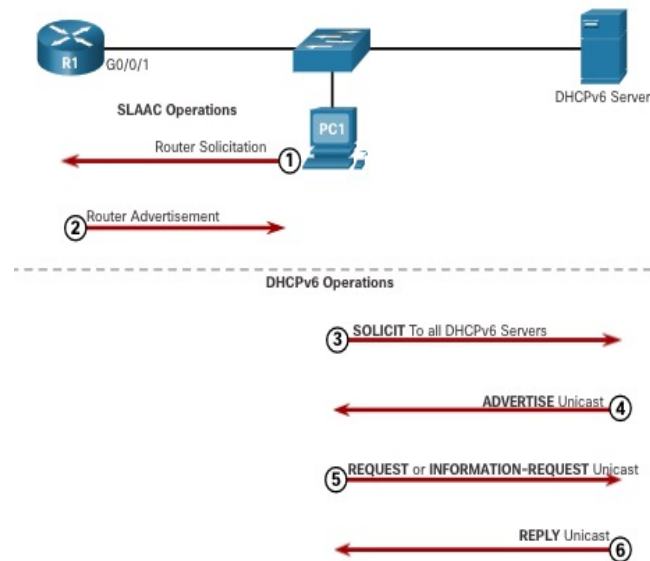 R1
G0/0/1
DHCPv6 Server
SLAAC Operations
PC1
Router Solicitation
1
2
Router Advertisement
DHCPv6 Operations
3
SOLICIT To all DHCPv6 Servers
ADVERTISE Unicast
4
5
REQUEST or INFORMATION-REQUEST Unicast
REPLY Unicast
6